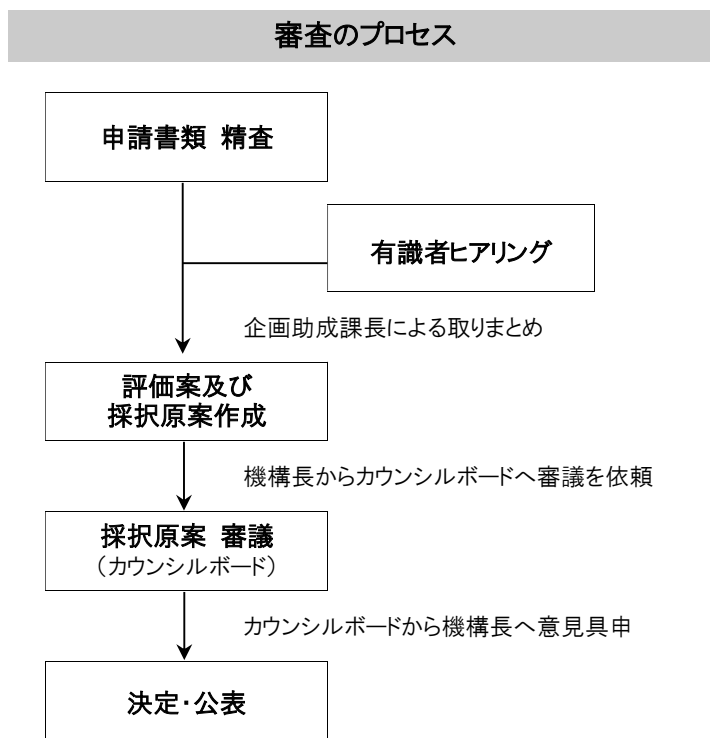 審査のプロセス
申請書類 精査
有識者ヒアリング
企画助成課長による取りまとめ
評価案及び
採択原案作成
機構長からカウンシルボードへ審議を依頼
採択原案 審議
（カウンシルボード）
カウンシルボードから機構長へ意見具申
決定・公表